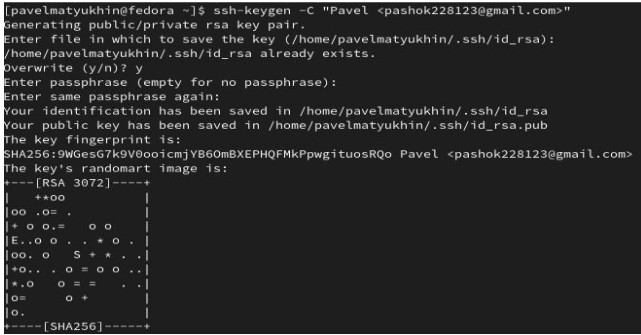 [pavelmatyukhin@fedora ~]$ ssh-keygen -C "Pavel <pashok228123@gmail.com>"
Generating public/private rsa key pair.
Enter file in which to save the key (/home/pavelmatyukhin/.ssh/id_rsa):
/home/pavelmatyukhin/.ssh/id_rsa already exists.
Overwrite (y/n)? y
Enter passphrase (empty for no passphrase):
Enter same passphrase again:
Your identification has been saved in /home/pavelmatyukhin/.ssh/id_rsa
Your public key has been saved in /home/pavelmatyukhin/.ssh/id_rsa.pub
The key fingerprint is:
SHA256:9WGesG7k9V0ooicmjYB6OmBXEPHQFMkPpwgituosRQo Pavel <pashok228123@gmail.com>
The key's randomart image is:
+---[RSA 3072]----+
|   +*oo          |
|oo .o= .         |
|+ o o.=   o o    |
|E..o o . . * o . |
|oo. o   S + * . .|
|+o.. . o = o o ..|
|*.o   o = =   . .|
|o=     o +       |
|o.               |
+----[SHA256]-----+